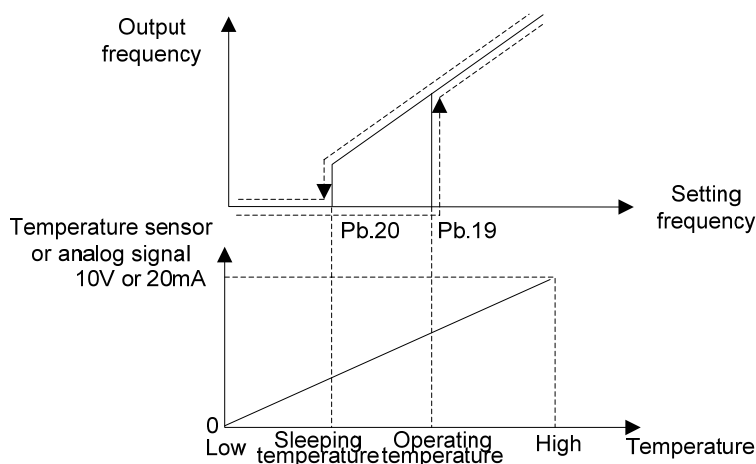 Output
frequency
Setting
frequency
Pb.20
Pb.19
Temperature sensor
or analog signal
10V or 20mA
0
Low
Sleeping
temperature
Operating
temperature
High
Temperature